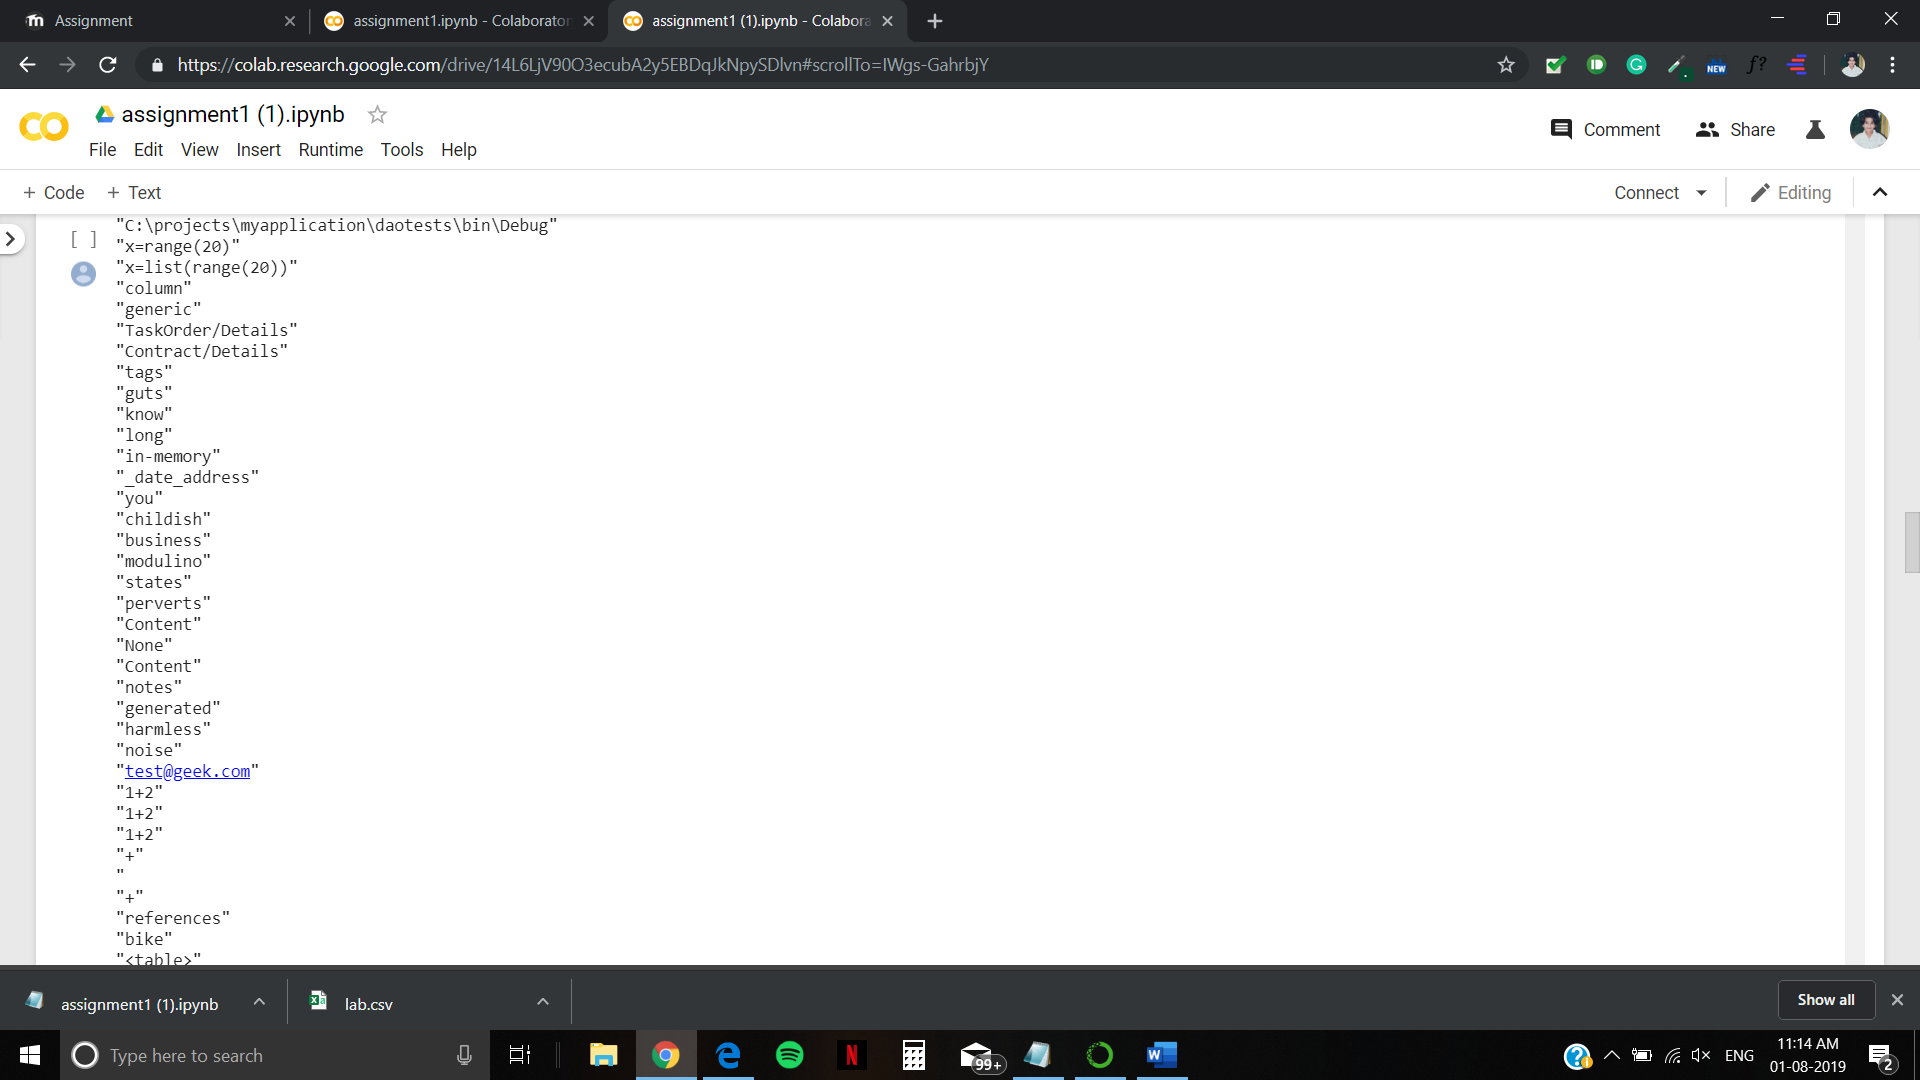 Assignment
assignment1.ipynb - Colaborator
assignment1 (1).ipynb - Colabora
https://colab.research.google.com/drive/14L6LjV90O3ecubA2y5EBDqJkNpySDlvn#scrollTo=IWgs-GahrbjY
NEW
f?
assignment1 (1).ipynb
Comment
Share
File Edit View Insert Runtime Tools Help
+ Code + Text
Connect
Editing
[ ]
"C:\projects\myapplication\daotests\bin\Debug"
"x=range(20)"
"x=list(range(20))"
"column"
"generic"
"TaskOrder/Details"
"Contract/Details"
"tags"
"guts"
"know"
"long"
"in-memory"
"_date_address"
"you"
"childish"
"business"
"modulino"
"states"
"perverts"
"Content"
"None"
"Content"
"notes"
"generated"
"harmless"
"noise"
"test@geek.com"
"1+2"
"1+2"
"1+2"
"+"
"
"+"
"references"
"bike"
"<table>"
assignment1 (1).ipynb
lab.csv
Show all
Type here to search
99+
ENG
11:14 AM
01-08-2019
2